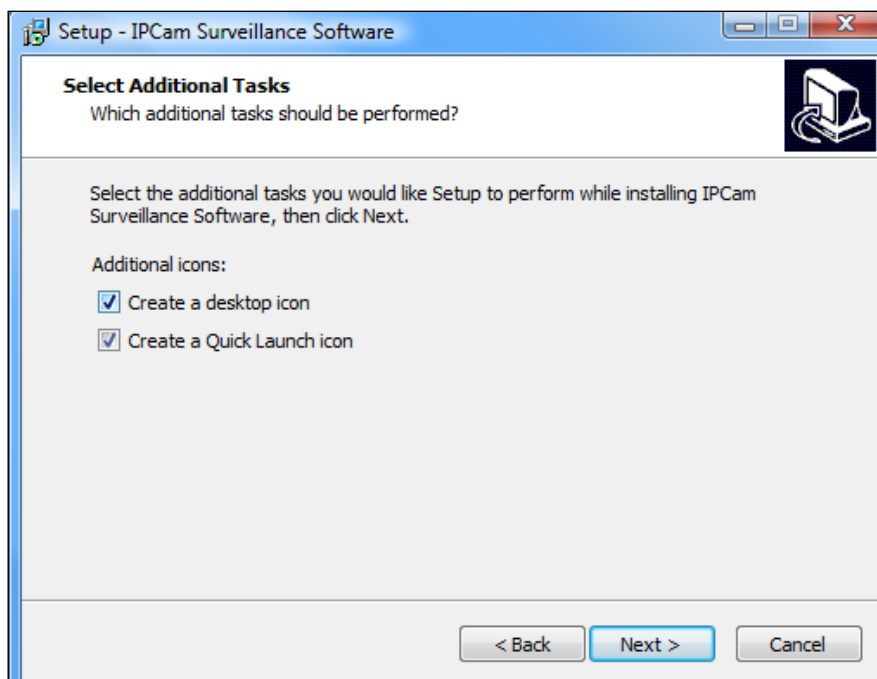 Setup - IPCam Surveillance Software
Select Additional Tasks
Which additional tasks should be performed?
Select the additional tasks you would like Setup to perform while installing IPCam
Surveillance Software, then click Next.
Additional icons:
Create a desktop icon
Create a Quick Launch icon
< Back Next > Cancel